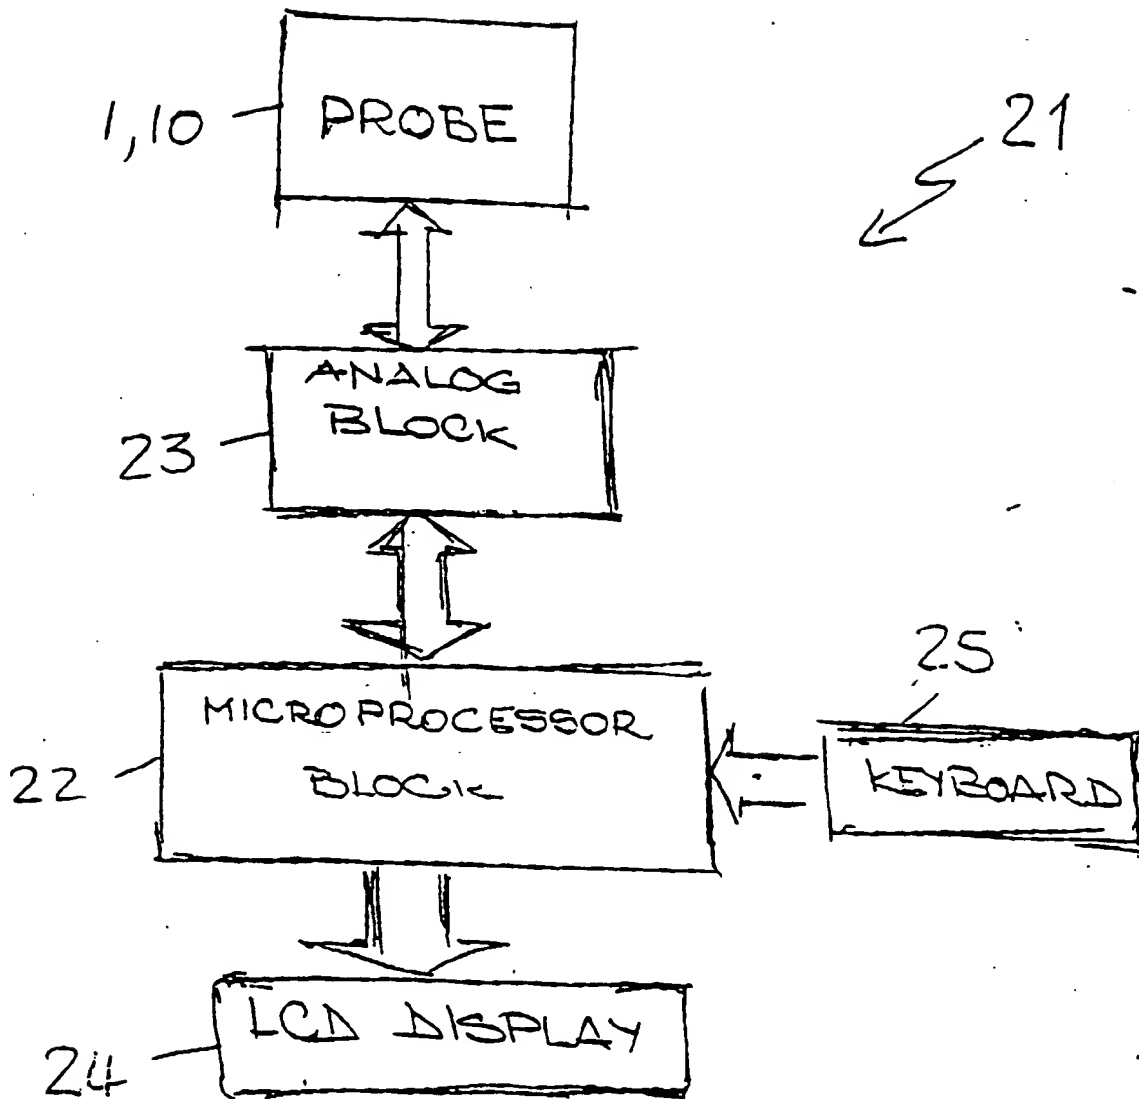 1,10
PROBE
21
ANALOG
BLOCK
23
25
MICROPROCESSOR
BLOCK
22
KEYBOARD
LCD DISPLAY
24